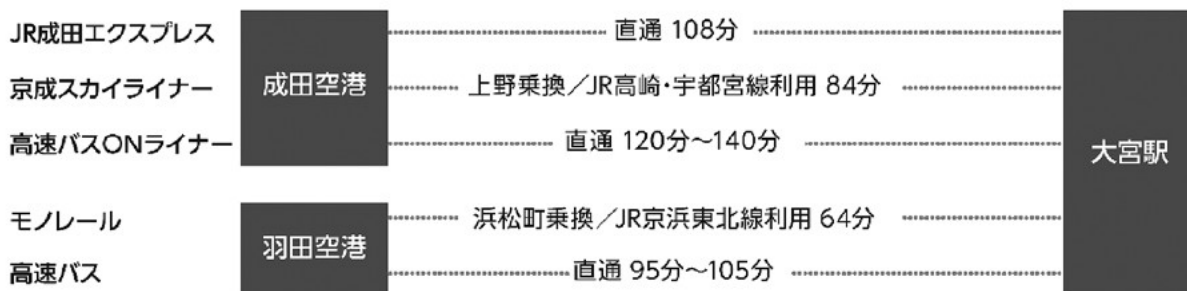 JR成田エクスプレス 直通 108分
京成スカイライナー 成田空港 上野乗換／JR高崎・宇都宮線利用 84分
高速バスONライナー 直通 120分～140分
大宮駅
モノレール 浜松町乗換／JR京浜東北線利用 64分
羽田空港
高速バス 直通 95分～105分